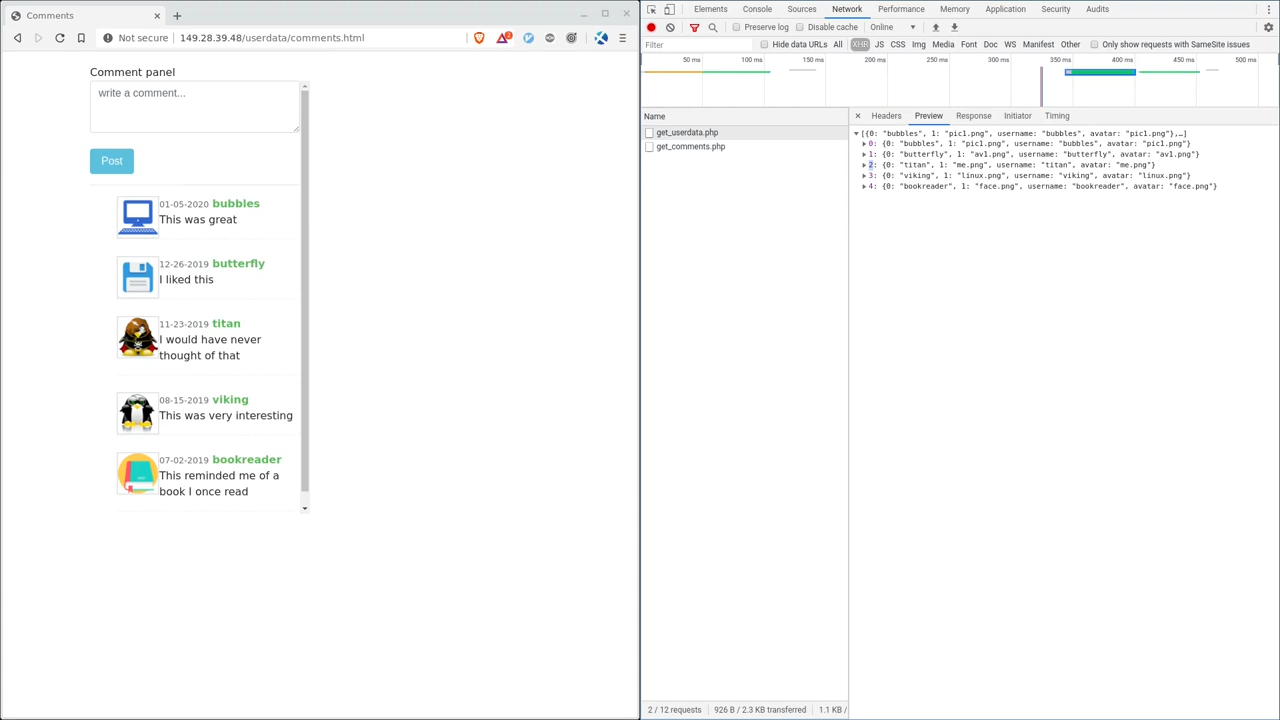 Comments
Not secure | 19.28.39.48/userdata/comments.html
2
Comment panel
write a comment...
Post
01-05-2020 bubbles
This was great
12-26-2019 butterfly
I liked this
11-23-2019 titan
I would have never
thought of that
08-15-2019 viking
This was very interesting
07-02-2019 bookreader
This reminded me of a
book I once read
Elements Console Sources Network Performance Memory Application Security Audits
Preserve log Disable cache Online
Filter Hide data URLs All XHR JS CSS Img Media Font Doc WS Manifest Other Only show requests with SameSite issues
50 ms 100 ms 150 ms 200 ms 250 ms 300 ms 350 ms 400 ms 450 ms 500 ms
Name
get_userdata.php
get_comments.php
Headers Preview Response Initiator Timing
[{0: "bubbles", 1: "pic1.png", username: "bubbles", avatar: "pic1.png"},…]
0: {0: "bubbles", 1: "pic1.png", username: "bubbles", avatar: "pic1.png"}
1: {0: "butterfly", 1: "av1.png", username: "butterfly", avatar: "av1.png"}
2: {0: "titan", 1: "me.png", username: "titan", avatar: "me.png"}
3: {0: "viking", 1: "linux.png", username: "viking", avatar: "linux.png"}
4: {0: "bookreader", 1: "face.png", username: "bookreader", avatar: "face.png"}
2 / 12 requests 926 B / 2.3 KB transferred 1.1 KB /